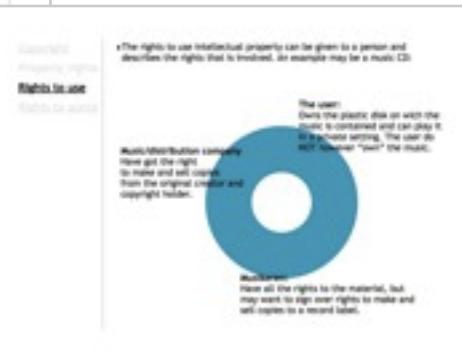 Copyright
Property rights
Rights to use
Rights to
•The rights to use intellectual property can be given to a person and
describes the rights that is involved. An example may be a music CD:
The user:
Owns the plastic disk on wich the
music is contained and can play it
in a private setting. The user do
NOT however "own" the music.
Music/distribution company
Have got the right
to make and sell copies
from the original creator and
copyright holder.
Have all the rights to the material, but
may want to sign over rights to make and
sell copies to a record label.